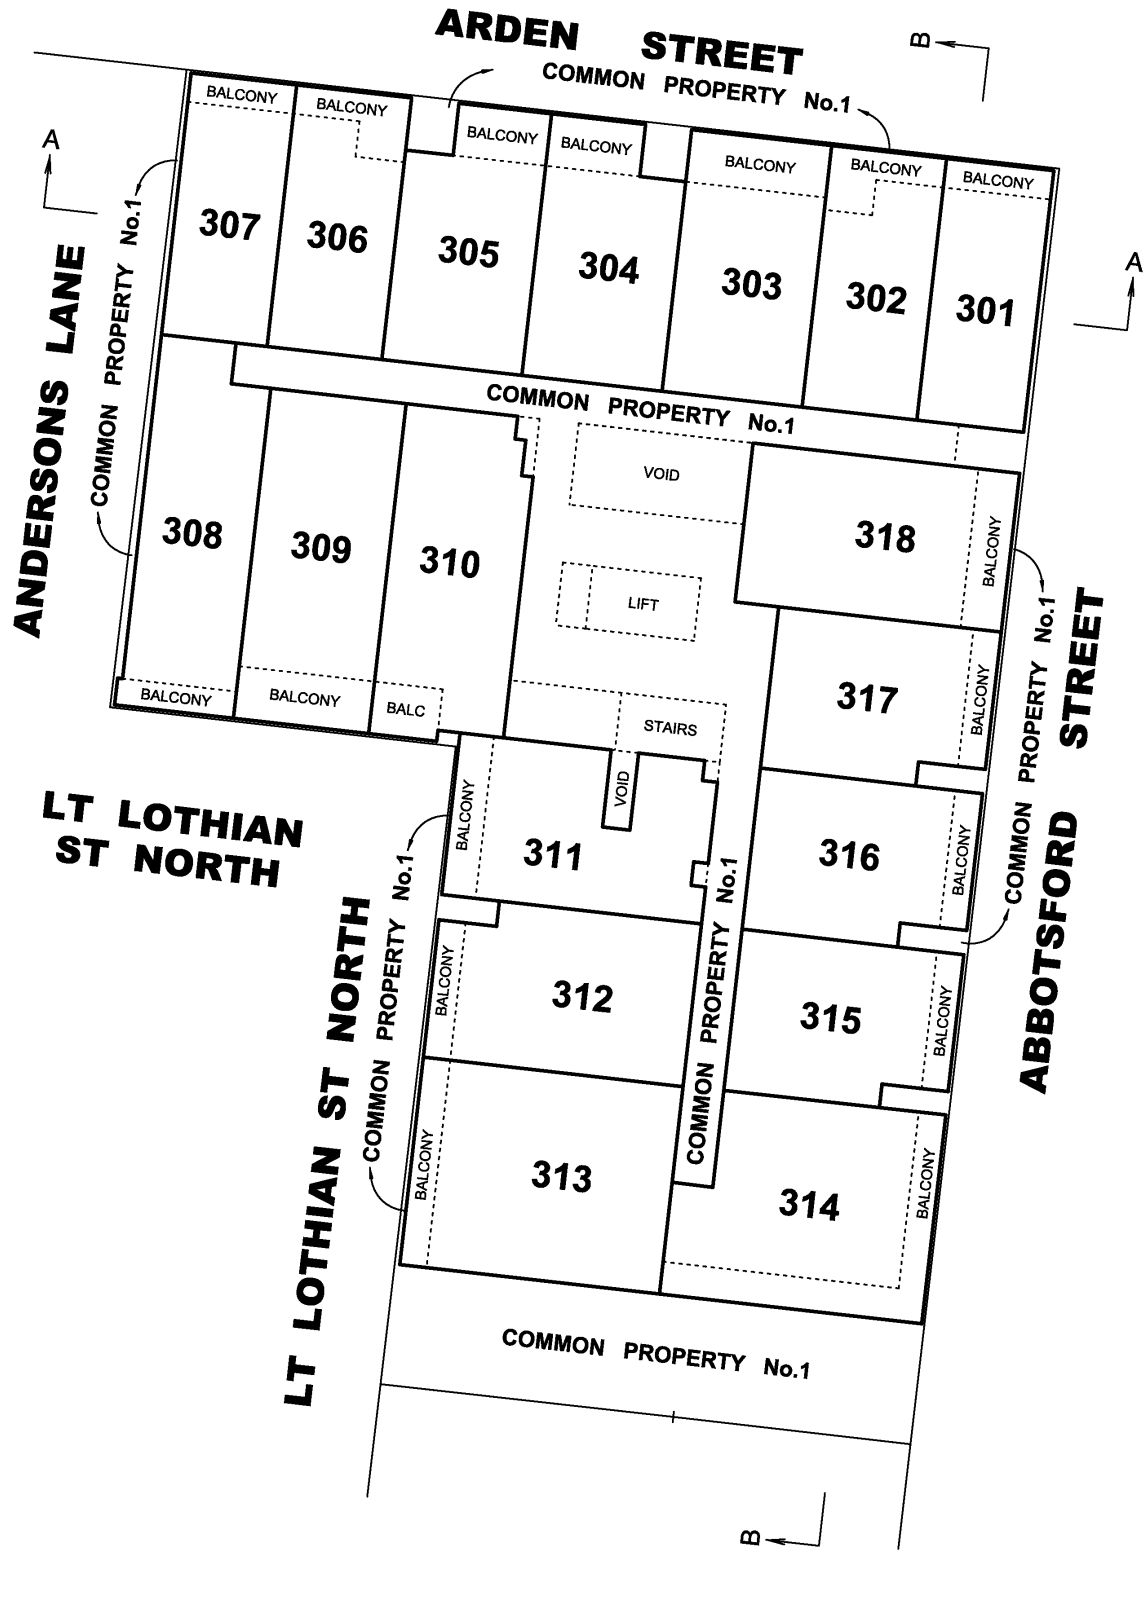 ARDEN STREET
B
COMMON PROPERTY No.1
BALCONY
BALCONY
BALCONY
BALCONY
BALCONY
BALCONY
BALCONY
A
307
306
305
304
303
302
301
A
COMMON PROPERTY No.1
ANDERSONS LANE
COMMON PROPERTY No.1
VOID
318
BALCONY
308
309
310
LIFT
COMMON PROPERTY No.1
ABBOTSFORD STREET
317
BALCONY
BALCONY
BALCONY
BALC
STAIRS
VOID
LT LOTHIAN
ST NORTH
BALCONY
311
316
BALCONY
COMMON PROPERTY No.1
COMMON PROPERTY No.1
LT LOTHIAN ST NORTH
BALCONY
312
315
BALCONY
BALCONY
313
314
BALCONY
COMMON PROPERTY No.1
B